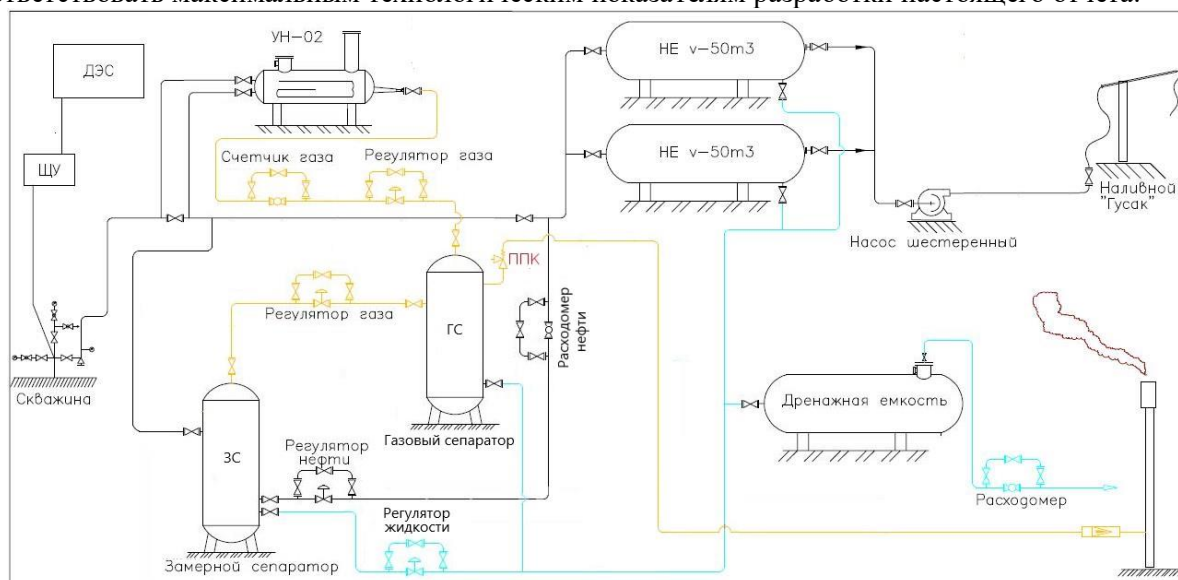 ответствовать максимальным технологическим показателям разработки настоящего отчета.
УН-02
ДЭС
НЕ v-50m3
ЩУ
Счетчик газа
Регулятор газа
НЕ v-50m3
Наливной
"Гусак"
Насос шестеренный
ППК
Регулятор газа
ГС
Расходомер
нефти
Скважина
Дренажная емкость
Газовый сепаратор
ЗС
Регулятор
нефти
Расходомер
Регулятор
жидкости
Замерной сепаратор